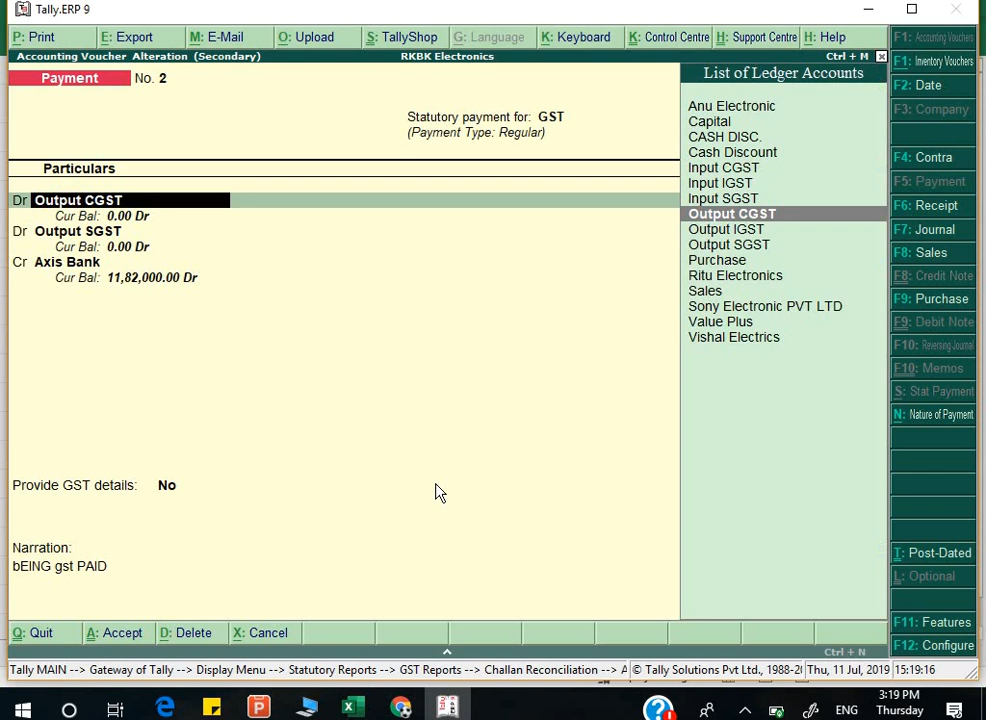 Tally.ERP 9
P: Print E: Export M: E-Mail O: Upload S: TallyShop G: Language K: Keyboard K: Control Centre H: Support Centre H: Help
Accounting Voucher Alteration (Secondary) RKBK Electronics Ctrl + M
Payment No. 2
Statutory payment for: GST
(Payment Type: Regular)
Particulars
Dr Output CGST
Cur Bal: 0.00 Dr
Dr Output SGST
Cur Bal: 0.00 Dr
Cr Axis Bank
Cur Bal: 11,82,000.00 Dr
Provide GST details: No
Narration:
bEING gst PAID
List of Ledger Accounts
Anu Electronic
Capital
CASH DISC.
Cash Discount
Input CGST
Input IGST
Input SGST
Output CGST
Output IGST
Output SGST
Purchase
Ritu Electronics
Sales
Sony Electronic PVT LTD
Value Plus
Vishal Electrics
F1: Accounting Vouchers
F1: Inventory Vouchers
F2: Date
F3: Company
F4: Contra
F5: Payment
F6: Receipt
F7: Journal
F8: Sales
F8: Credit Note
F9: Purchase
F9: Debit Note
F10: Reversing Journal
F10: Memos
S: Stat Payment
N: Nature of Payment
T: Post-Dated
L: Optional
F11: Features
F12: Configure
Q: Quit A: Accept D: Delete X: Cancel
Ctrl + N
Tally MAIN --> Gateway of Tally --> Display Menu --> Statutory Reports --> GST Reports --> Challan Reconciliation --> A © Tally Solutions Pvt Ltd., 1988-20 Thu, 11 Jul, 2019 15:19:16
ENG
3:19 PM
Thursday